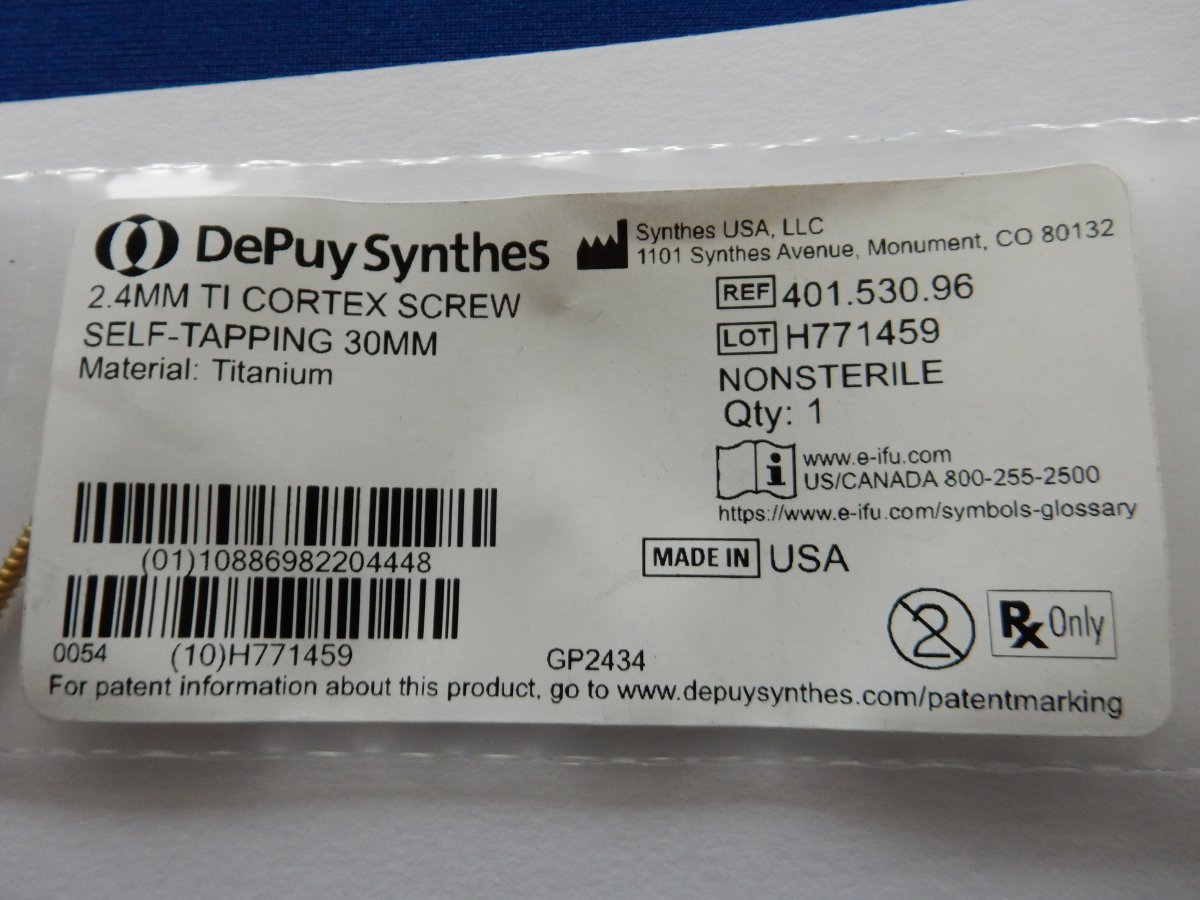 DePuy Synthes
2.4MM TI CORTEX SCREW
SELF-TAPPING 30MM
Material: Titanium
Synthes USA, LLC
1101 Synthes Avenue, Monument, CO 80132
REF 401.530.96
LOT H771459
NONSTERILE
Qty: 1
i
www.e-ifu.com
US/CANADA 800-255-2500
https://www.e-ifu.com/symbols-glossary
(01)10886982204448
MADE IN USA
2
Rx Only
0054 (10)H771459 GP2434
For patent information about this product, go to www.depuysynthes.com/patentmarking